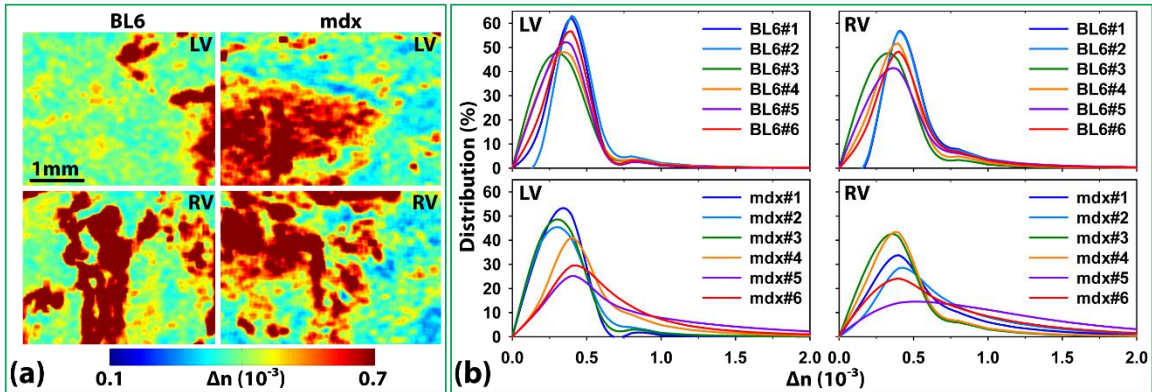 BL6
mdx
LV
LV
1mm
RV
RV
(a)
0.1
Δn (10⁻³)
0.7
LV
BL6#1
BL6#2
BL6#3
BL6#4
BL6#5
BL6#6
60
50
40
30
20
10
0
RV
BL6#1
BL6#2
BL6#3
BL6#4
BL6#5
BL6#6
Distribution (%)
LV
mdx#1
mdx#2
mdx#3
mdx#4
mdx#5
mdx#6
60
50
40
30
20
10
0
RV
mdx#1
mdx#2
mdx#3
mdx#4
mdx#5
mdx#6
0.0 0.5 1.0 1.5 2.0
0.0 0.5 1.0 1.5 2.0
(b)
Δn (10⁻³)